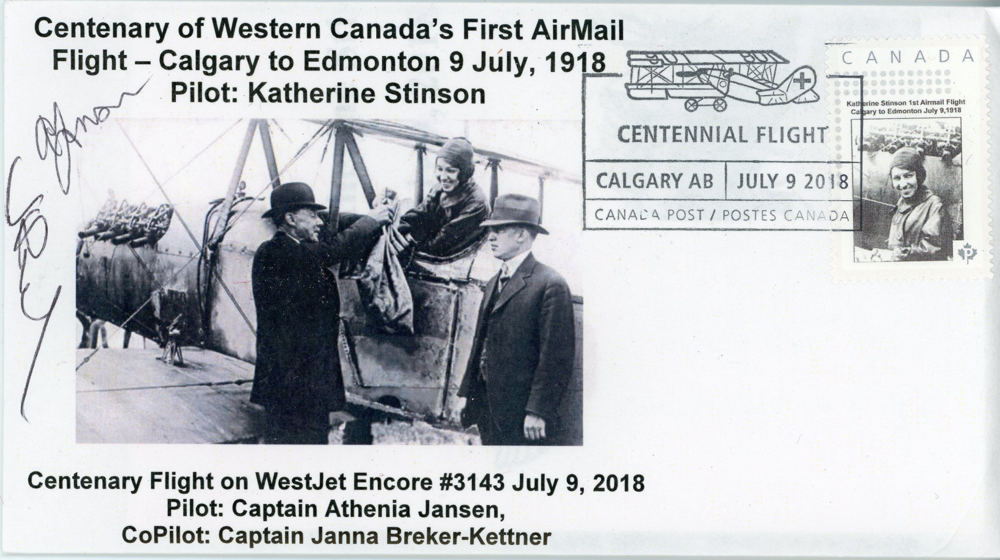 Centenary of Western Canada's First AirMail
Flight – Calgary to Edmonton 9 July, 1918
Pilot: Katherine Stinson
CENTENNIAL FLIGHT
CALGARY AB | JULY 9 2018
CANADA POST / POSTES CANADA
CANADA
Katherine Stinson 1st Airmail Flight
Calgary to Edmonton July 9,1918
P
Centenary Flight on WestJet Encore #3143 July 9, 2018
Pilot: Captain Athenia Jansen,
CoPilot: Captain Janna Breker-Kettner